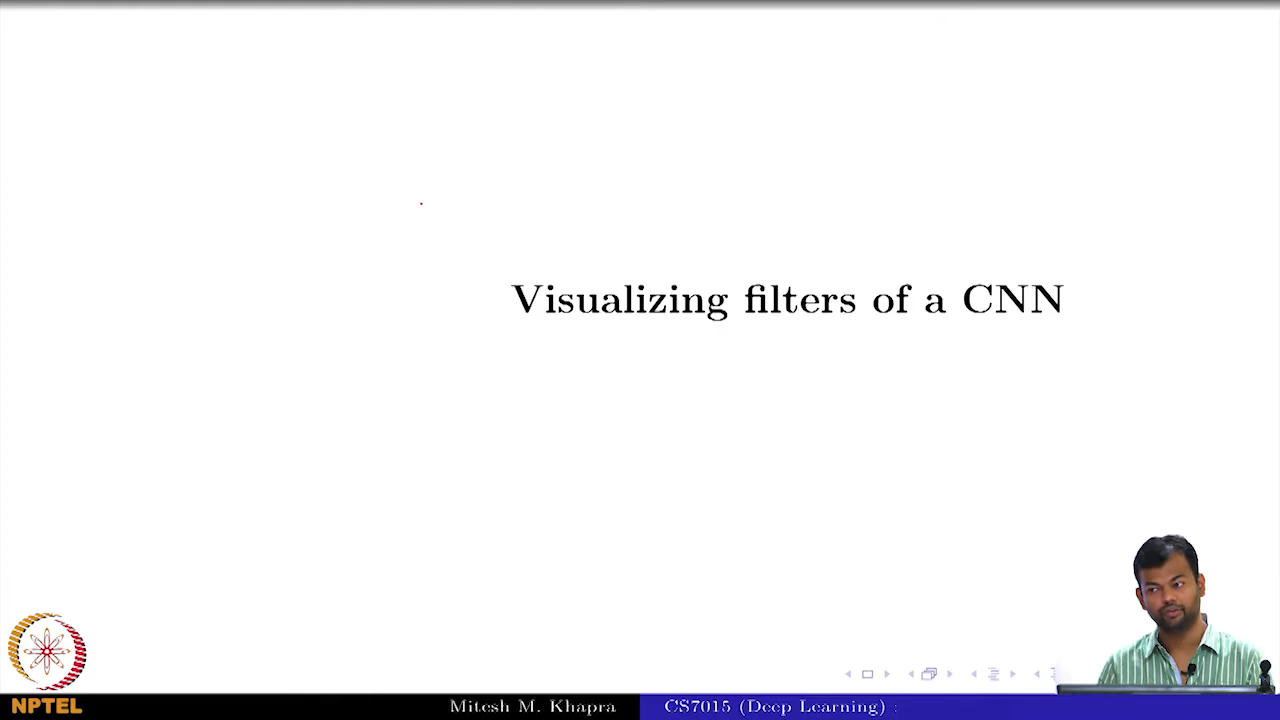 Visualizing filters of a CNN
NPTEL
Mitesh M. Khapra
CS7015 (Deep Learning) :